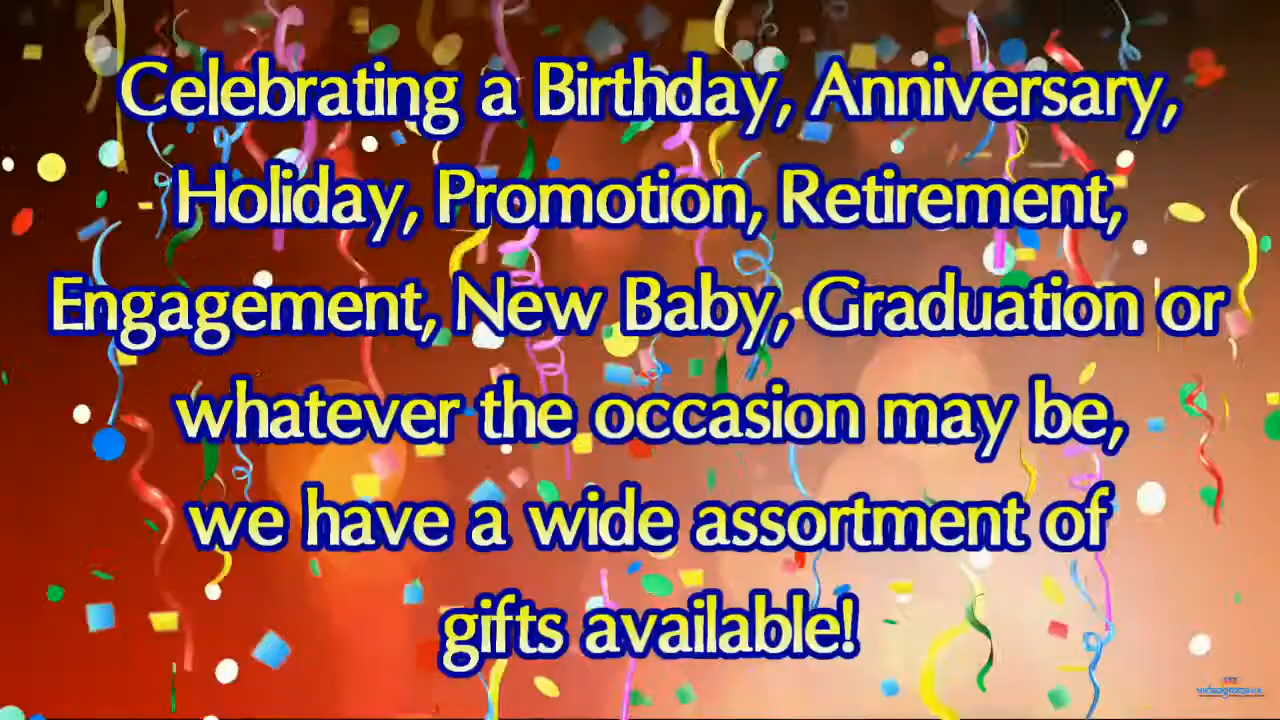 Celebrating a Birthday, Anniversary,
Holiday, Promotion, Retirement,
Engagement, New Baby, Graduation or
whatever the occasion may be,
we have a wide assortment of
gifts available!